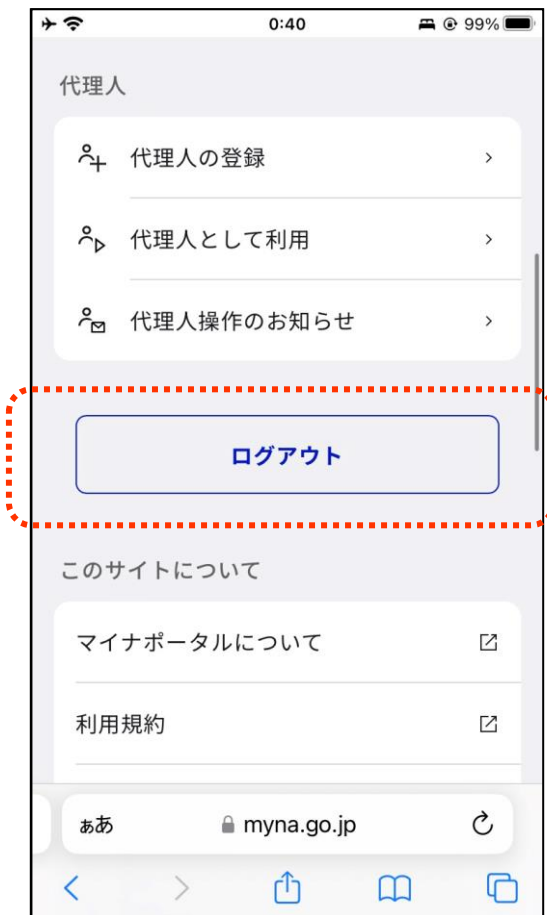 0:40
99%
代理人
代理人の登録
代理人として利用
代理人操作のお知らせ
ログアウト
このサイトについて
マイナポータルについて
利用規約
ぁあ
myna.go.jp